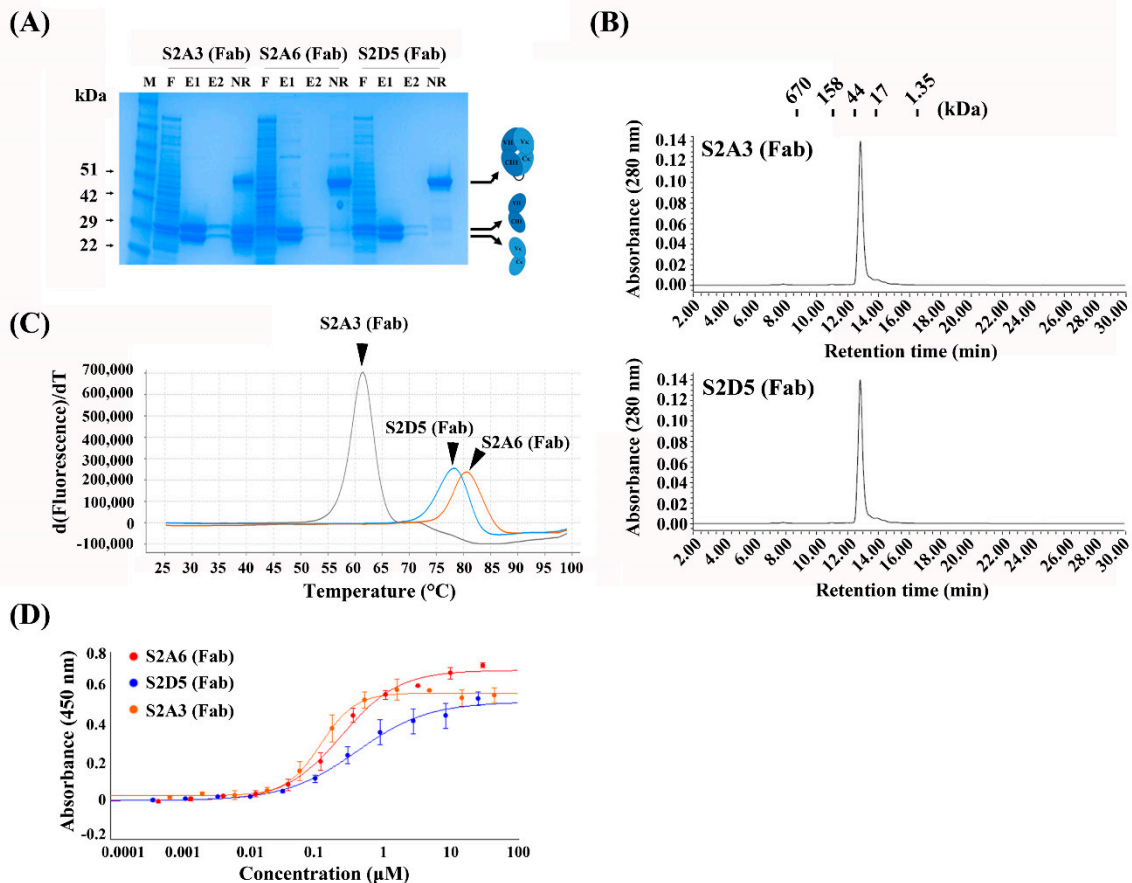 (A)
S2A3 (Fab) S2A6 (Fab) S2D5 (Fab)
M F E1 E2 NR F E1 E2 NR F E1 E2 NR
kDa
51
42
29
22
VH Vκ
CH1 Cκ
VH
CH1
Vκ
Cκ
(B)
670 158 44 17 1.35 (kDa)
S2A3 (Fab)
Absorbance (280 nm)
0.14
0.12
0.10
0.08
0.06
0.04
0.02
0.00
2.00 4.00 6.00 8.00 10.00 12.00 14.00 16.00 18.00 20.00 22.00 24.00 26.00 28.00 30.00
Retention time (min)
S2D5 (Fab)
Absorbance (280 nm)
0.14
0.12
0.10
0.08
0.06
0.04
0.02
0.00
2.00 4.00 6.00 8.00 10.00 12.00 14.00 16.00 18.00 20.00 22.00 24.00 26.00 28.00 30.00
Retention time (min)
(C)
S2A3 (Fab)
S2D5 (Fab)
S2A6 (Fab)
d(Fluorescence)/dT
700,000
600,000
500,000
400,000
300,000
200,000
100,000
0
-100,000
25 30 35 40 45 50 55 60 65 70 75 80 85 90 95 100
Temperature (°C)
(D)
S2A6 (Fab)
S2D5 (Fab)
S2A3 (Fab)
Absorbance (450 nm)
0.8
0.6
0.4
0.2
0
-0.2
0.0001 0.001 0.01 0.1 1 10 100
Concentration (µM)